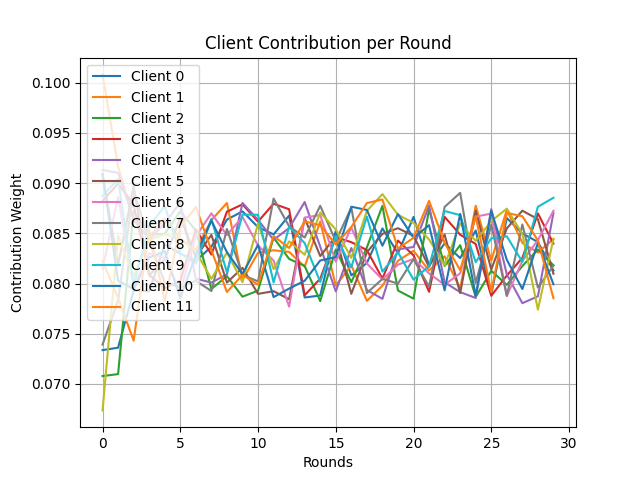 Client Contribution per Round
Contribution Weight
0.100
0.095
0.090
0.085
0.080
0.075
0.070
Client 0
Client 1
Client 2
Client 3
Client 4
Client 5
Client 6
Client 7
Client 8
Client 9
Client 10
Client 11
0 5 10 15 20 25 30
Rounds